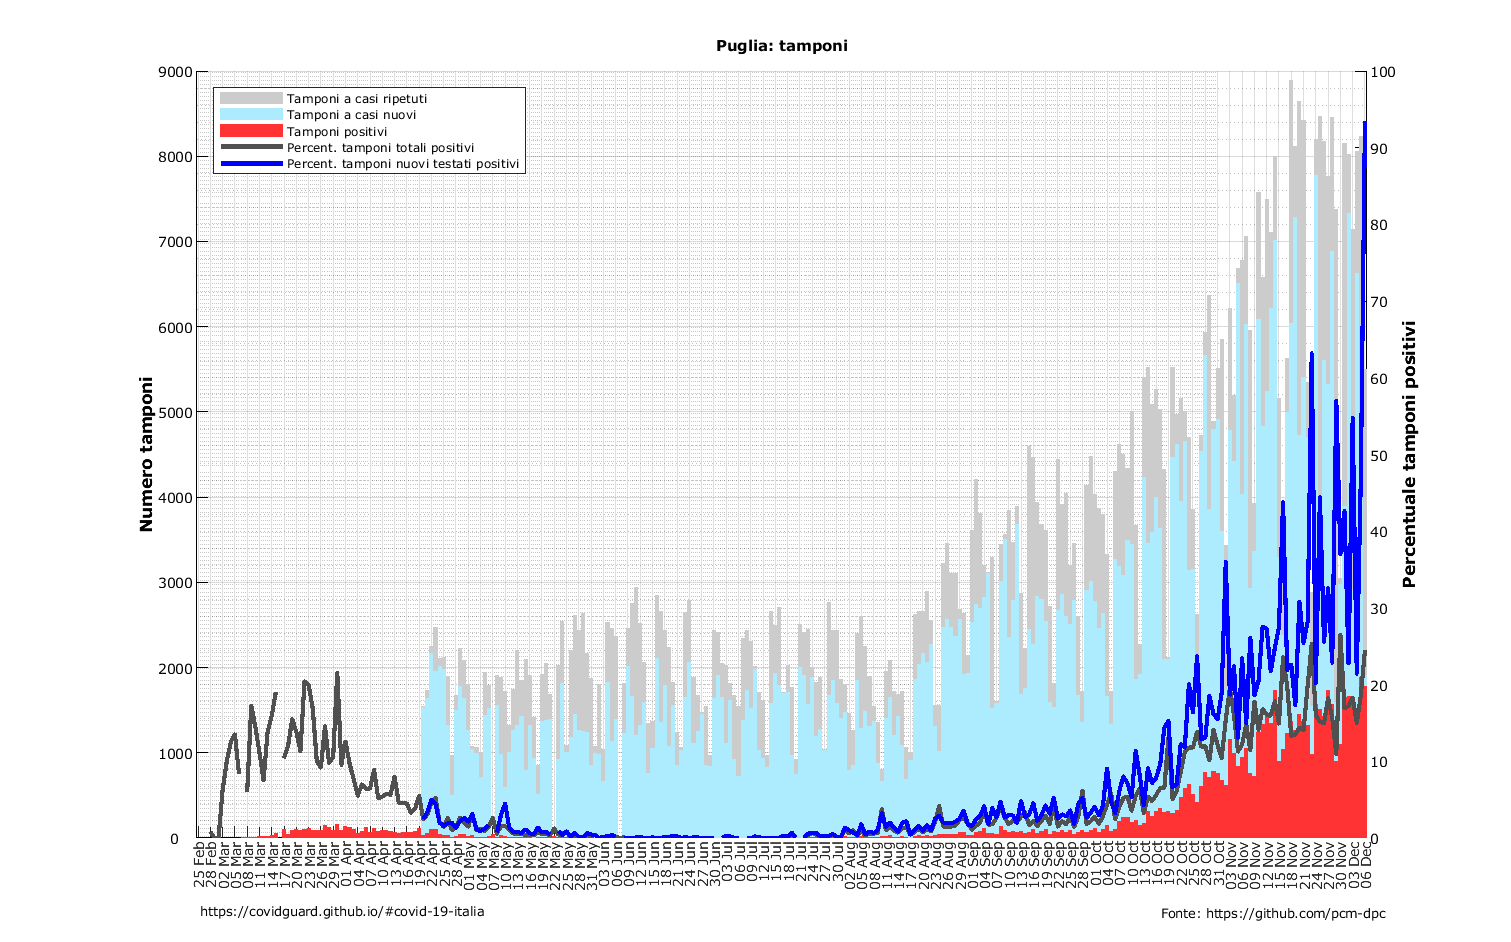 Puglia: tamponi
Tamponi a casi ripetuti
Tamponi a casi nuovi
Tamponi positivi
Percent. tamponi totali positivi
Percent. tamponi nuovi testati positivi
Numero tamponi
9000
8000
7000
6000
5000
4000
3000
2000
1000
0
100
90
80
70
60
50
40
30
20
10
0
Percentuale tamponi positivi
25 Feb
28 Feb
02 Mar
05 Mar
08 Mar
11 Mar
14 Mar
17 Mar
20 Mar
23 Mar
26 Mar
29 Mar
01 Apr
04 Apr
07 Apr
10 Apr
13 Apr
16 Apr
19 Apr
22 Apr
25 Apr
28 Apr
01 May
04 May
07 May
10 May
13 May
16 May
19 May
22 May
25 May
28 May
31 May
03 Jun
06 Jun
09 Jun
12 Jun
15 Jun
18 Jun
21 Jun
24 Jun
27 Jun
30 Jun
03 Jul
06 Jul
09 Jul
12 Jul
15 Jul
18 Jul
21 Jul
24 Jul
27 Jul
30 Jul
02 Aug
05 Aug
08 Aug
11 Aug
14 Aug
17 Aug
20 Aug
23 Aug
26 Aug
29 Aug
01 Sep
04 Sep
07 Sep
10 Sep
13 Sep
16 Sep
19 Sep
22 Sep
25 Sep
28 Sep
01 Oct
04 Oct
07 Oct
10 Oct
13 Oct
16 Oct
19 Oct
22 Oct
25 Oct
28 Oct
31 Oct
03 Nov
06 Nov
09 Nov
12 Nov
15 Nov
18 Nov
21 Nov
24 Nov
27 Nov
30 Nov
03 Dec
06 Dec
https://covidguard.github.io/#covid-19-italia
Fonte: https://github.com/pcm-dpc